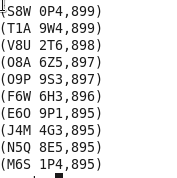 (S8W 0P4,899)
(T1A 9W4,899)
(V8U 2T6,898)
(O8A 6Z5,897)
(O9P 9S3,897)
(F6W 6H3,896)
(E6O 9P1,895)
(J4M 4G3,895)
(N5Q 8E5,895)
(M6S 1P4,895)